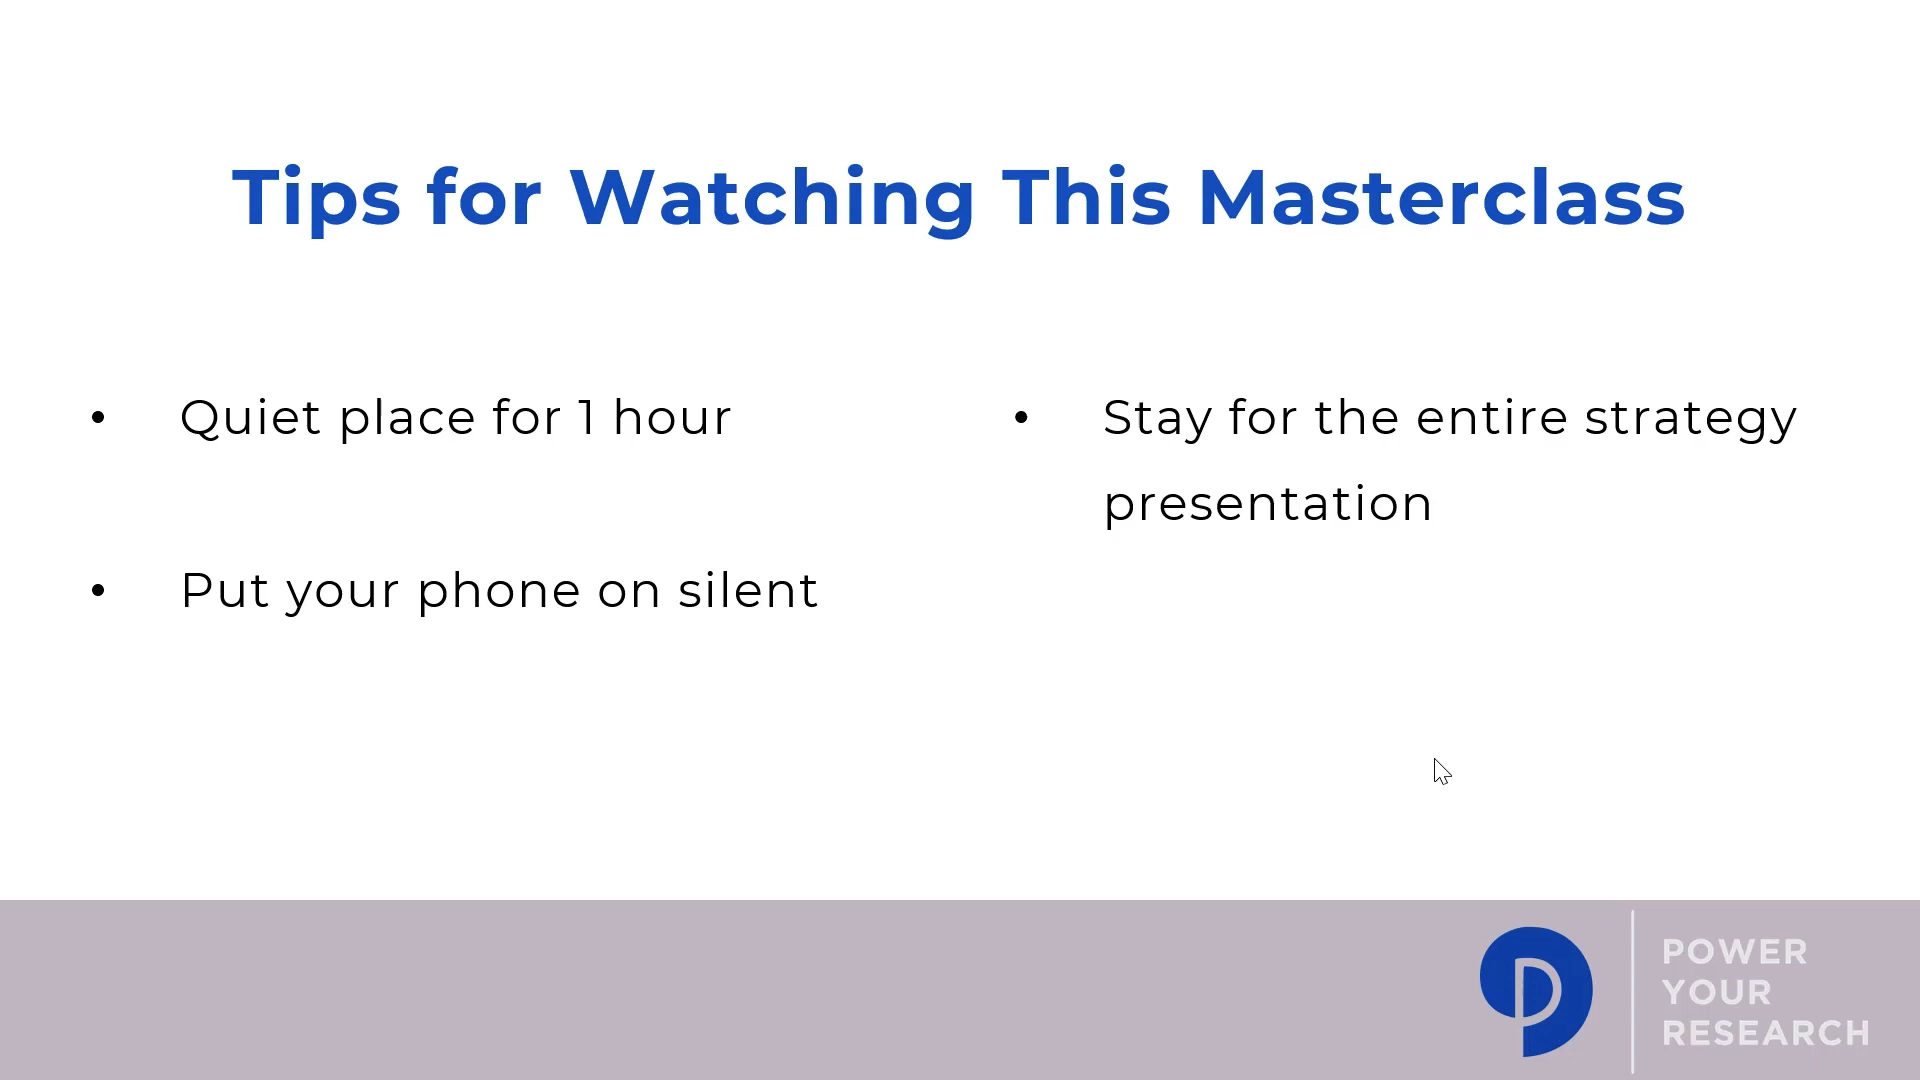 Tips for Watching This Masterclass
• Quiet place for 1 hour
• Put your phone on silent
• Stay for the entire strategy
presentation
POWER
YOUR
RESEARCH